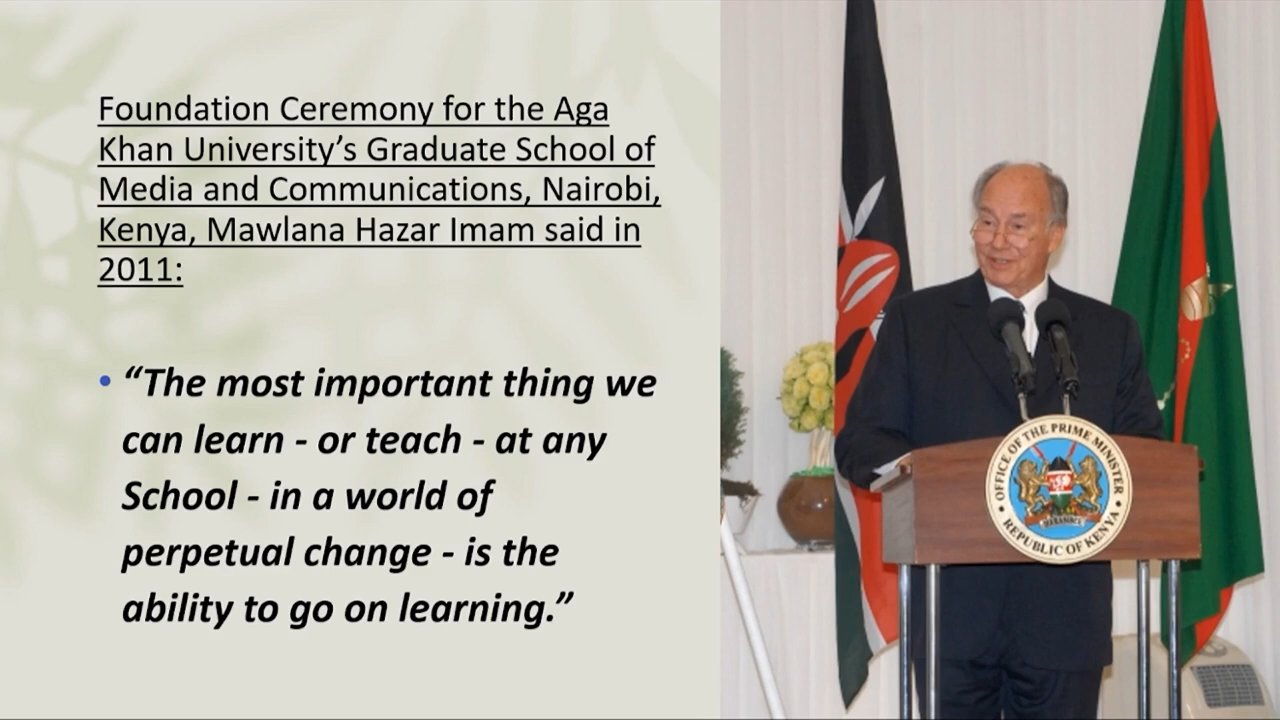 Foundation Ceremony for the Aga
Khan University’s Graduate School of
Media and Communications, Nairobi,
Kenya, Mawlana Hazar Imam said in
2011:
• “The most important thing we
can learn - or teach - at any
School - in a world of
perpetual change - is the
ability to go on learning.”
OFFICE OF THE PRIME MINISTER
HARAMBEE
REPUBLIC OF KENYA